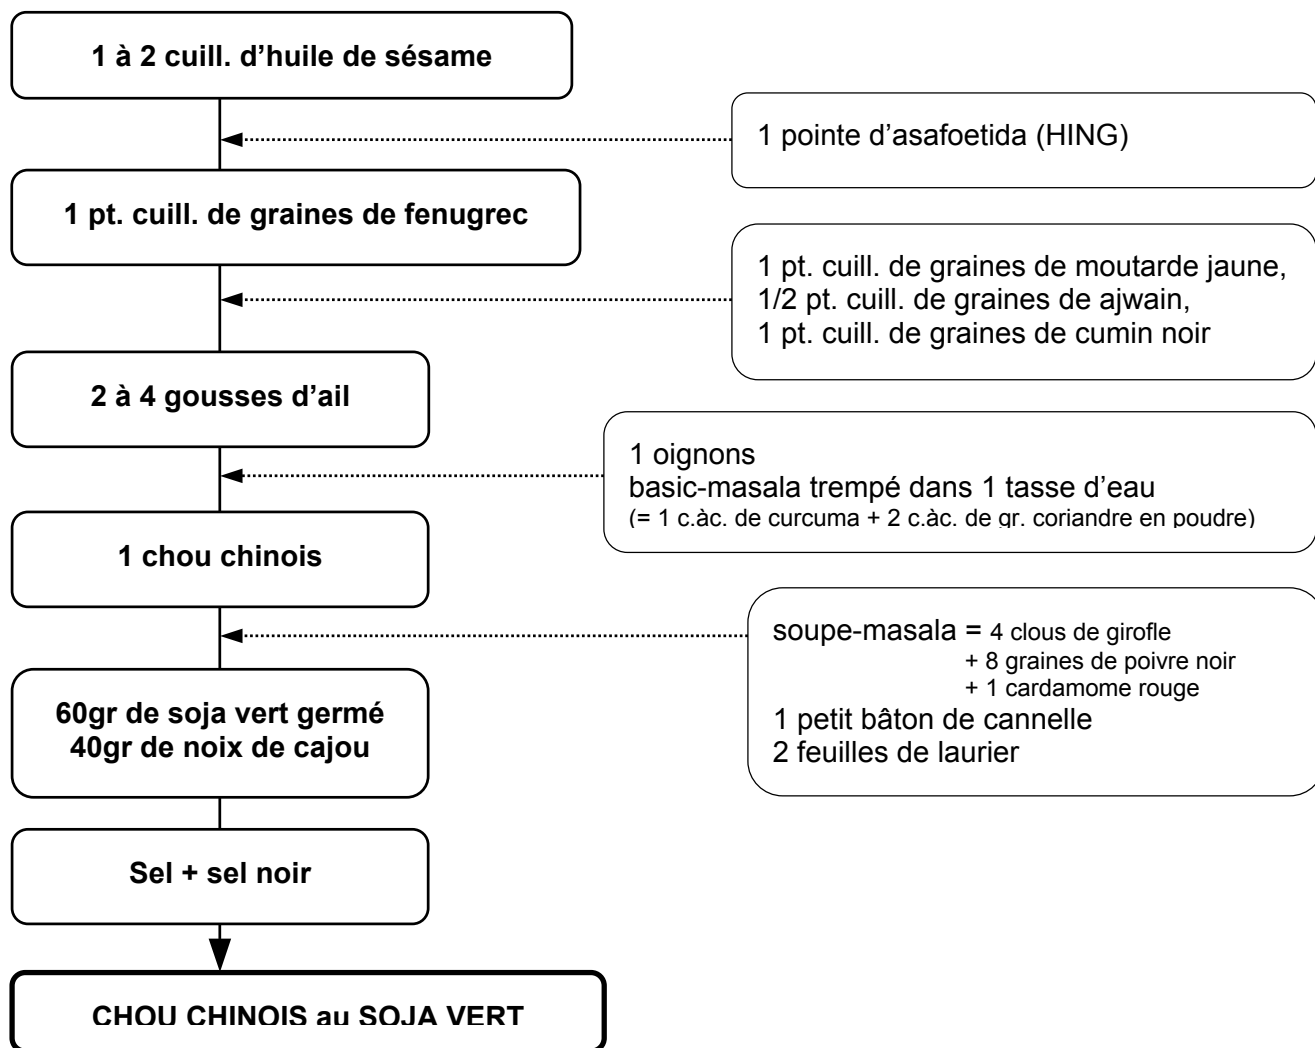 1 à 2 cuill. d’huile de sésame
1 pointe d’asafoetida (HING)
1 pt. cuill. de graines de fenugrec
1 pt. cuill. de graines de moutarde jaune,
1/2 pt. cuill. de graines de ajwain,
1 pt. cuill. de graines de cumin noir
2 à 4 gousses d’ail
1 oignons
basic-masala trempé dans 1 tasse d’eau
(= 1 c.àc. de curcuma + 2 c.àc. de gr. coriandre en poudre)
1 chou chinois
soupe-masala = 4 clous de girofle
+ 8 graines de poivre noir
+ 1 cardamome rouge
1 petit bâton de cannelle
2 feuilles de laurier
60gr de soja vert germé
40gr de noix de cajou
Sel + sel noir
CHOU CHINOIS au SOJA VERT